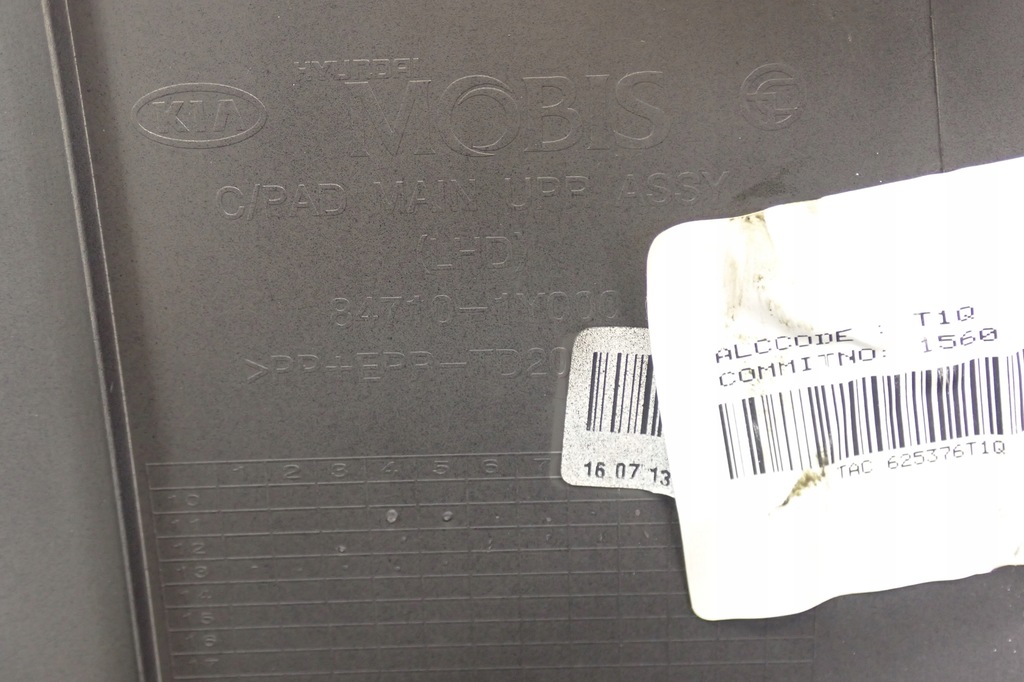 KIA
HYUNDAI
MOBIS
C/PAD MAIN UPR ASSY
(LHD)
84710-1M000
>PP+EPR-TD20
ALCCODE : T1Q
COMMITNO: 1560
TAC 625376T1Q
16 07 13
1 2 3 4 5 6 7
10
11
12
13
14
15
16
17